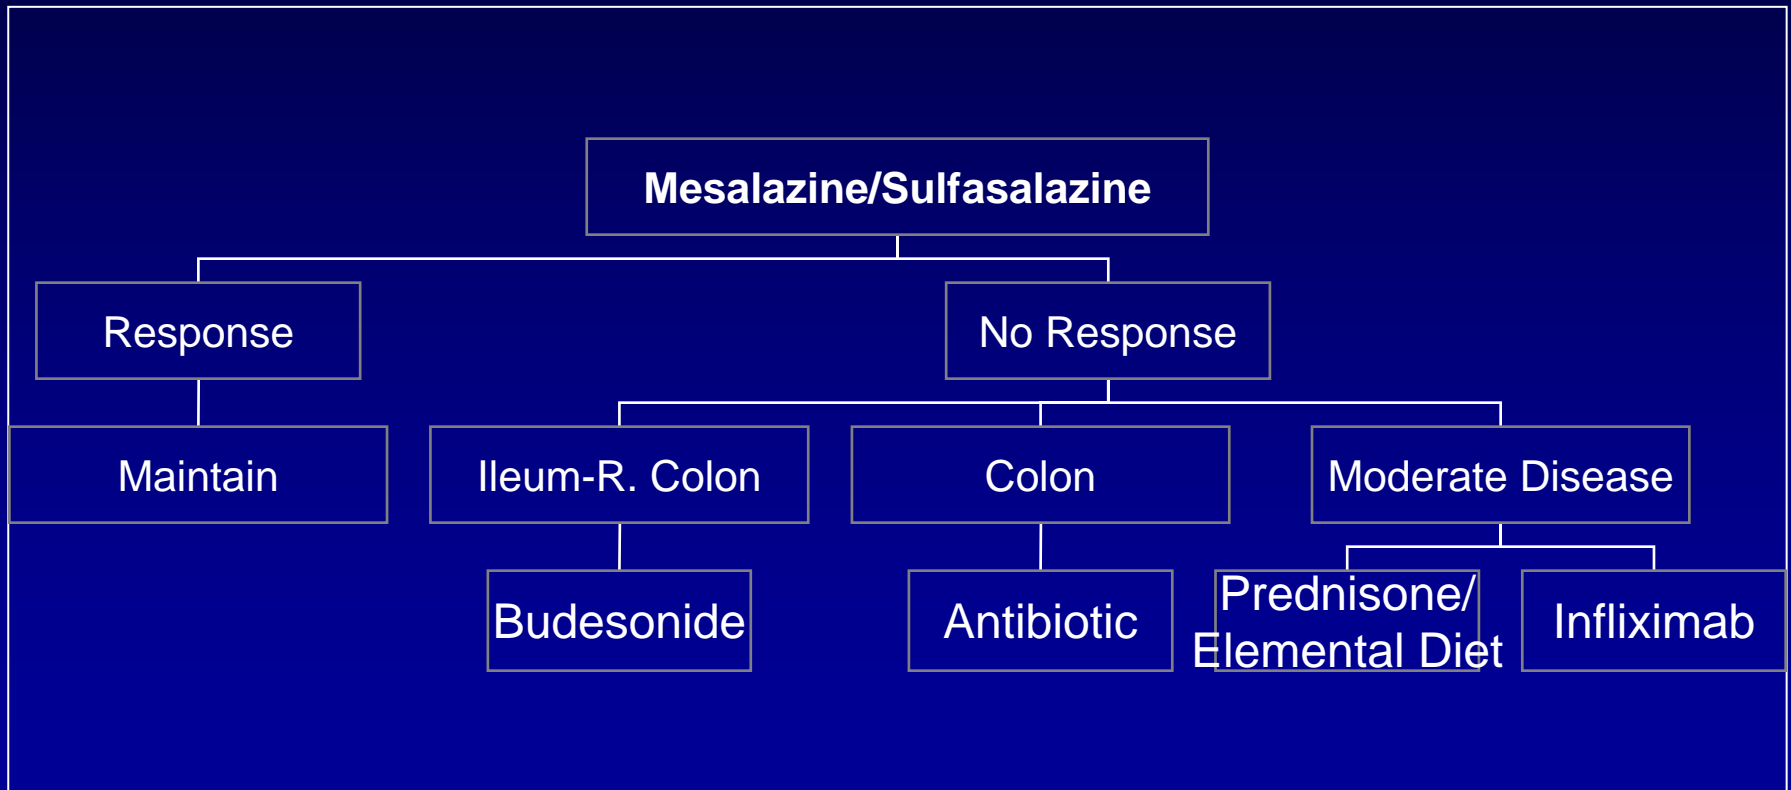 Mesalazine/Sulfasalazine
Response
No Response
Maintain
Ileum-R. Colon
Colon
Moderate Disease
Budesonide
Antibiotic
Prednisone/
Elemental Diet
Infliximab